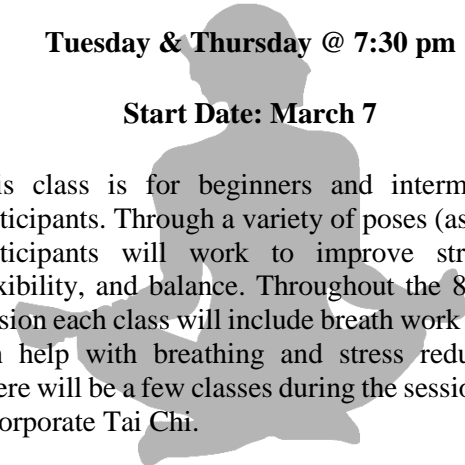 Tuesday & Thursday @ 7:30 pm
Start Date: March 7
is class is for beginners and interm
ticipants. Through a variety of poses (as
ticipants will work to improve str
xibility, and balance. Throughout the 8
sion each class will include breath work
n help with breathing and stress redu
ere will be a few classes during the session
orporate Tai Chi.